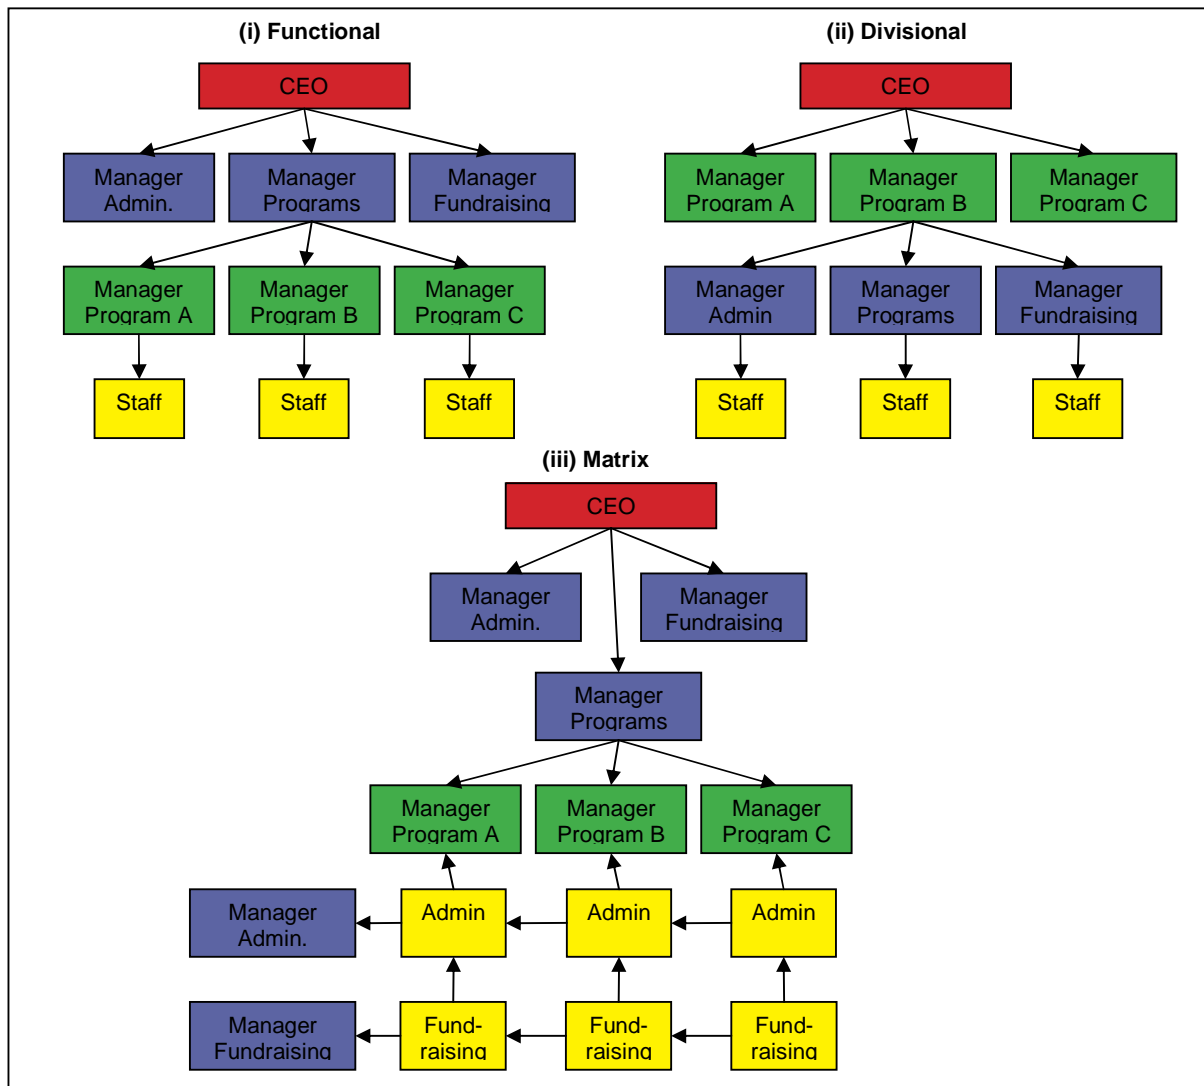 (i) Functional
(ii) Divisional
CEO
CEO
Manager
Admin.
Manager
Programs
Manager
Fundraising
Manager
Program A
Manager
Program B
Manager
Program C
Manager
Program A
Manager
Program B
Manager
Program C
Manager
Admin
Manager
Programs
Manager
Fundraising
Staff
Staff
Staff
Staff
Staff
Staff
(iii) Matrix
CEO
Manager
Admin.
Manager
Fundraising
Manager
Programs
Manager
Program A
Manager
Program B
Manager
Program C
Manager
Admin.
Admin
Admin
Admin
Manager
Fundraising
Fund-
raising
Fund-
raising
Fund-
raising